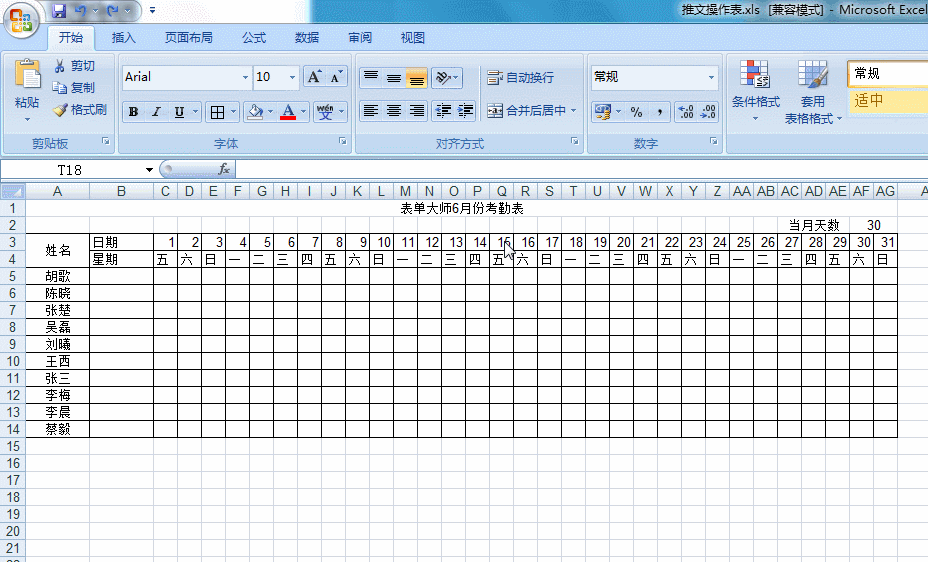 推文操作表.xls [兼容模式] - Microsoft Excel
开始 插入 页面布局 公式 数据 审阅 视图
粘贴 剪切 复制 格式刷
Arial 10 A A
B I U A wén 变
自动换行
合并后居中
常规
% , .0 .00 .00 .0
条件格式 套用表格格式
常规
适中
剪贴板 字体 对齐方式 数字
T18 fx
A B C D E F G H I J K L M N O P Q R S T U V W X Y Z AA AB AC AD AE AF AG A
1 表单大师6月份考勤表
2 当月天数 30
3 姓名 日期 1 2 3 4 5 6 7 8 9 10 11 12 13 14 15 16 17 18 19 20 21 22 23 24 25 26 27 28 29 30 31
4 星期 五 六 日 一 二 三 四 五 六 日 一 二 三 四 五 六 日 一 二 三 四 五 六 日 一 二 三 四 五 六 日
5 胡歌
6 陈晓
7 张楚
8 吴磊
9 刘曦
10 王西
11 张三
12 李梅
13 李晨
14 蔡毅
15
16
17
18
19
20
21